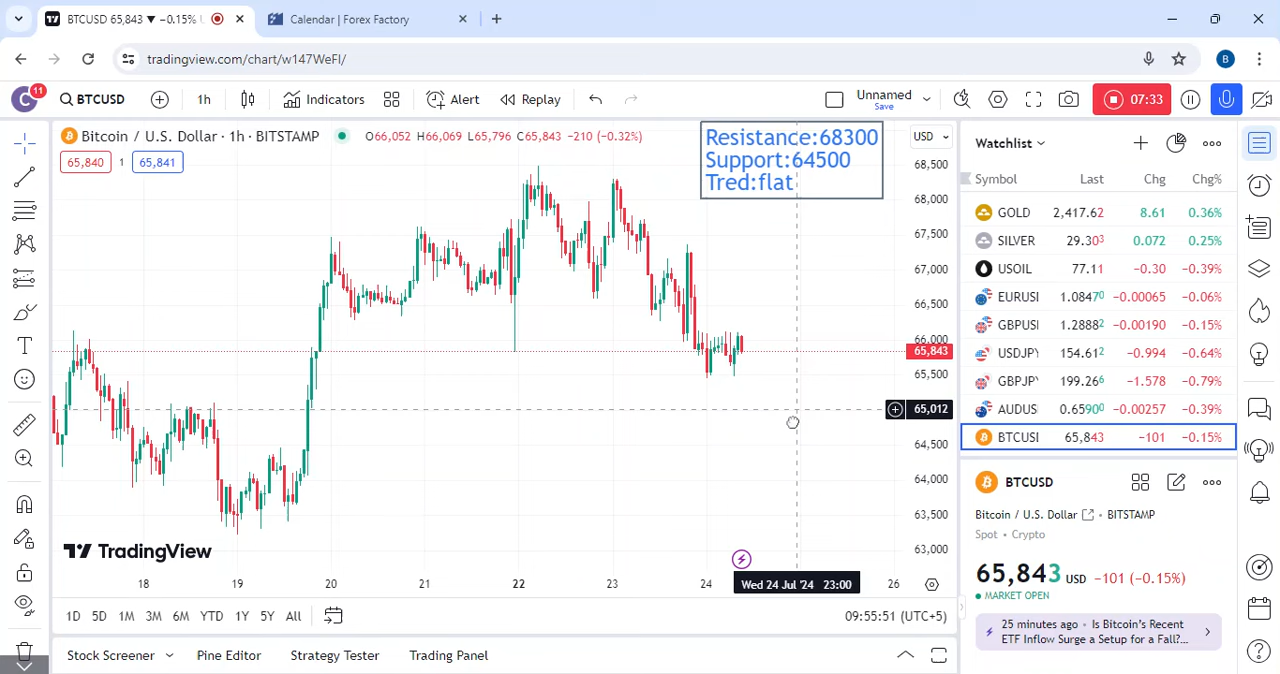 BTCUSD 65,843 ▼ −0.15%
Calendar | Forex Factory
tradingview.com/chart/w147WeFI/
B
C
11
BTCUSD
1h
Indicators
Alert
Replay
Unnamed
Save
07:33
Bitcoin / U.S. Dollar · 1h · BITSTAMP
O66,052 H66,069 L65,796 C65,843 −210 (−0.32%)
65,840
1
65,841
Resistance:68300
Support:64500
Tred:flat
USD
68,500
68,000
67,500
67,000
66,500
66,000
65,843
65,500
65,012
64,500
64,000
63,500
63,000
TradingView
18
19
20
21
22
23
24
Wed 24 Jul '24 23:00
26
1D
5D
1M
3M
6M
YTD
1Y
5Y
All
09:55:51 (UTC+5)
Stock Screener
Pine Editor
Strategy Tester
Trading Panel
Watchlist
Symbol Last Chg Chg%
GOLD 2,417.62 8.61 0.36%
SILVER 29.303 0.072 0.25%
USOIL 77.11 −0.30 −0.39%
EURUSI 1.08470 −0.00065 −0.06%
GBPUSI 1.28882 −0.00190 −0.15%
USDJPY 154.612 −0.994 −0.64%
GBPJPY 199.266 −1.578 −0.79%
AUDUS 0.65900 −0.00257 −0.39%
BTCUSI 65,843 −101 −0.15%
BTCUSD
Bitcoin / U.S. Dollar • BITSTAMP
Spot • Crypto
65,843 USD −101 (−0.15%)
MARKET OPEN
25 minutes ago • Is Bitcoin's Recent
ETF Inflow Surge a Setup for a Fall?...